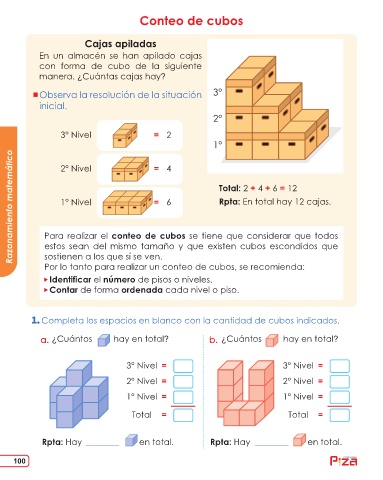 Conteo de cubos
Cajas apiladas
En un almacén se han apilado cajas
con forma de cubo de la siguiente
manera. ¿Cuántas cajas hay?
Observa la resolución de la situación
inicial.
3° Nivel = 2
2° Nivel = 4
1° Nivel = 6
3°
2°
1°
Total: 2 + 4 + 6 = 12
Rpta: En total hay 12 cajas.
Razonamiento matemático
Para realizar el conteo de cubos se tiene que considerar que todos
estos sean del mismo tamaño y que existen cubos escondidos que
sostienen a los que sí se ven.
Por lo tanto para realizar un conteo de cubos, se recomienda:
Identificar el número de pisos o niveles.
Contar de forma ordenada cada nivel o piso.
1. Completa los espacios en blanco con la cantidad de cubos indicados.
a. ¿Cuántos hay en total?
3° Nivel =
2° Nivel =
1° Nivel =
Total =
Rpta: Hay ________ en total.
b. ¿Cuántos hay en total?
3° Nivel =
2° Nivel =
1° Nivel =
Total =
Rpta: Hay ________ en total.
100